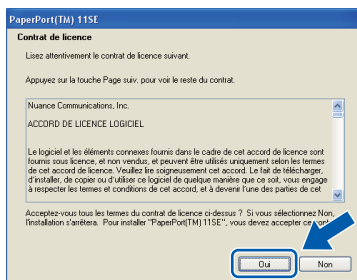 PaperPort(TM) 11SE
Contrat de licence
Lisez attentivement le contrat de licence suivant.
Appuyez sur la touche Page suiv. pour voir le reste du contrat.
Nuance Communications, Inc.
ACCORD DE LICENCE LOGICIEL
Le logiciel et les éléments connexes fournis dans le cadre de cet accord de licence sont
fournis sous licence, et non vendus, et peuvent être utilisés uniquement selon les termes
de cet accord de licence. Veuillez lire soigneusement cet accord. Le fait de télécharger,
d'installer, de copier ou d'utiliser ce logiciel de quelque manière que ce soit, vous engage
à respecter les termes et conditions de cet accord, et à devenir l'une des parties de cet
Acceptez-vous tous les termes du contrat de licence ci-dessus ? Si vous sélectionnez Non,
l'installation s'arrêtera. Pour installer "PaperPort(TM) 11SE", vous devez accepter ce
Oui
Non